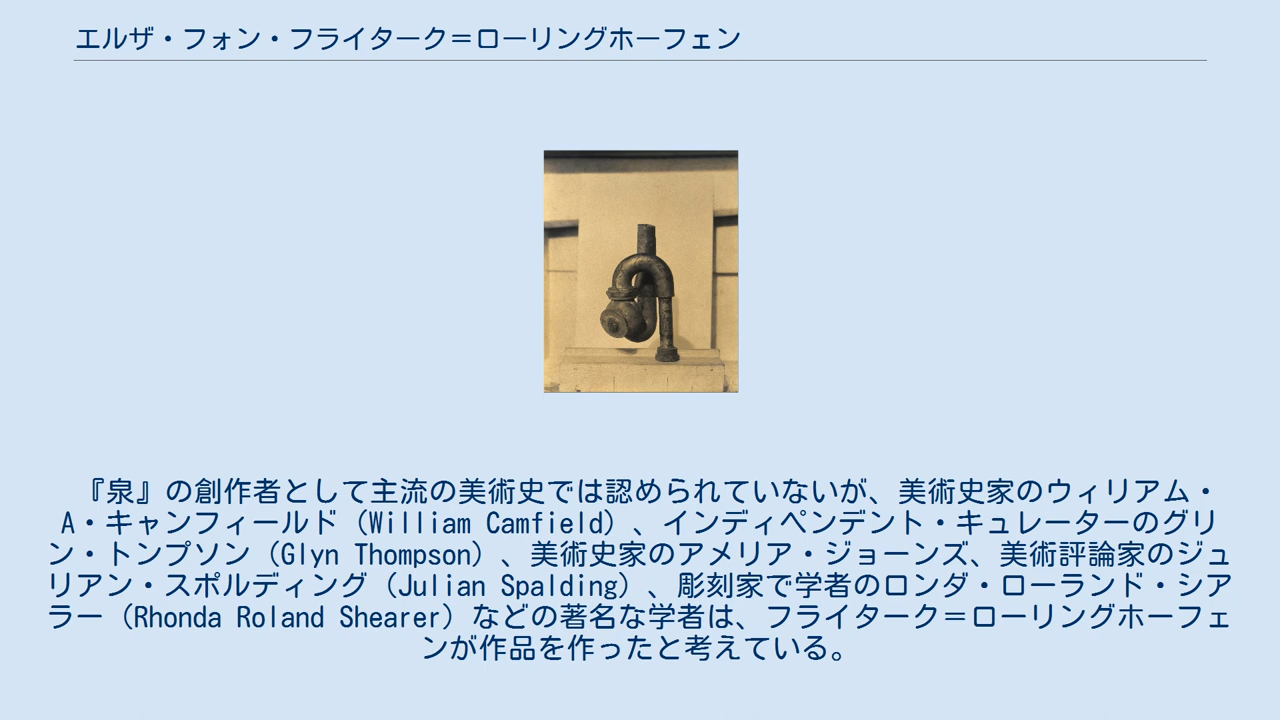 エルザ・フォン・フライターク＝ローリングホーフェン
『泉』の創作者として主流の美術史では認められていないが、美術史家のウィリアム・
A・キャンフィールド（William Camfield）、インディペンデント・キュレーターのグリ
ン・トンプソン（Glyn Thompson）、美術史家のアメリア・ジョーンズ、美術評論家のジュ
リアン・スポルディング（Julian Spalding）、彫刻家で学者のロンダ・ローランド・シア
ラー（Rhonda Roland Shearer）などの著名な学者は、フライターク＝ローリングホーフェ
ンが作品を作ったと考えている。